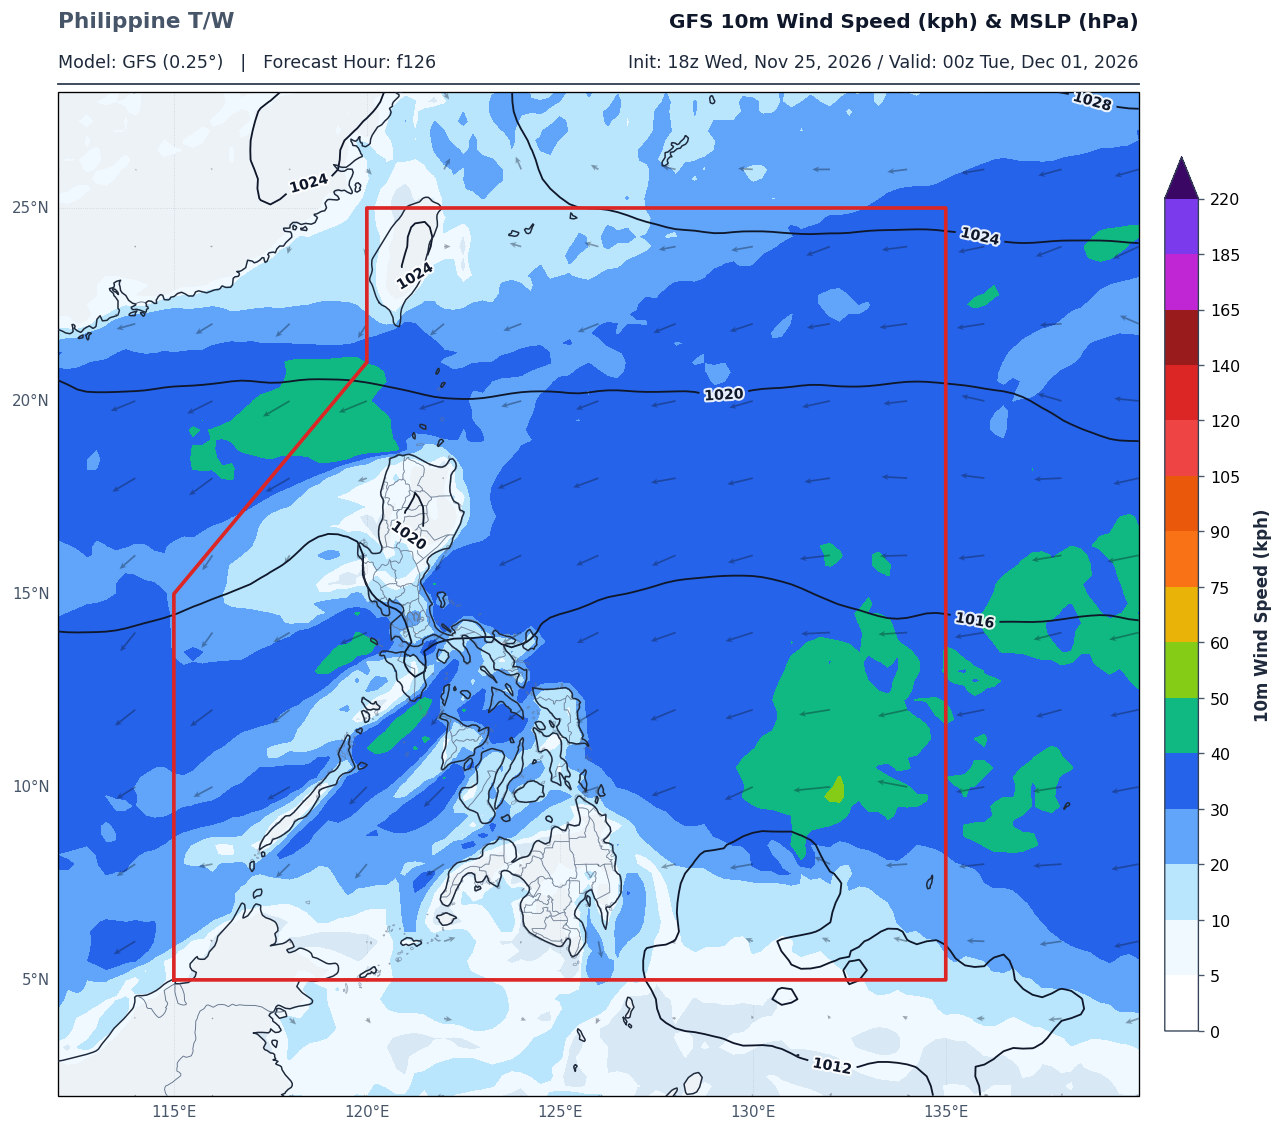 Philippine T/W
GFS 10m Wind Speed (kph) & MSLP (hPa)
Model: GFS (0.25°)   |   Forecast Hour: f126
Init: 18z Wed, Nov 25, 2026 / Valid: 00z Tue, Dec 01, 2026
1028
1024
1024
1024
1020
1020
1016
1012
25°N
20°N
15°N
10°N
5°N
115°E
120°E
125°E
130°E
135°E
220
185
165
140
120
105
90
75
60
50
40
30
20
10
5
0
10m Wind Speed (kph)